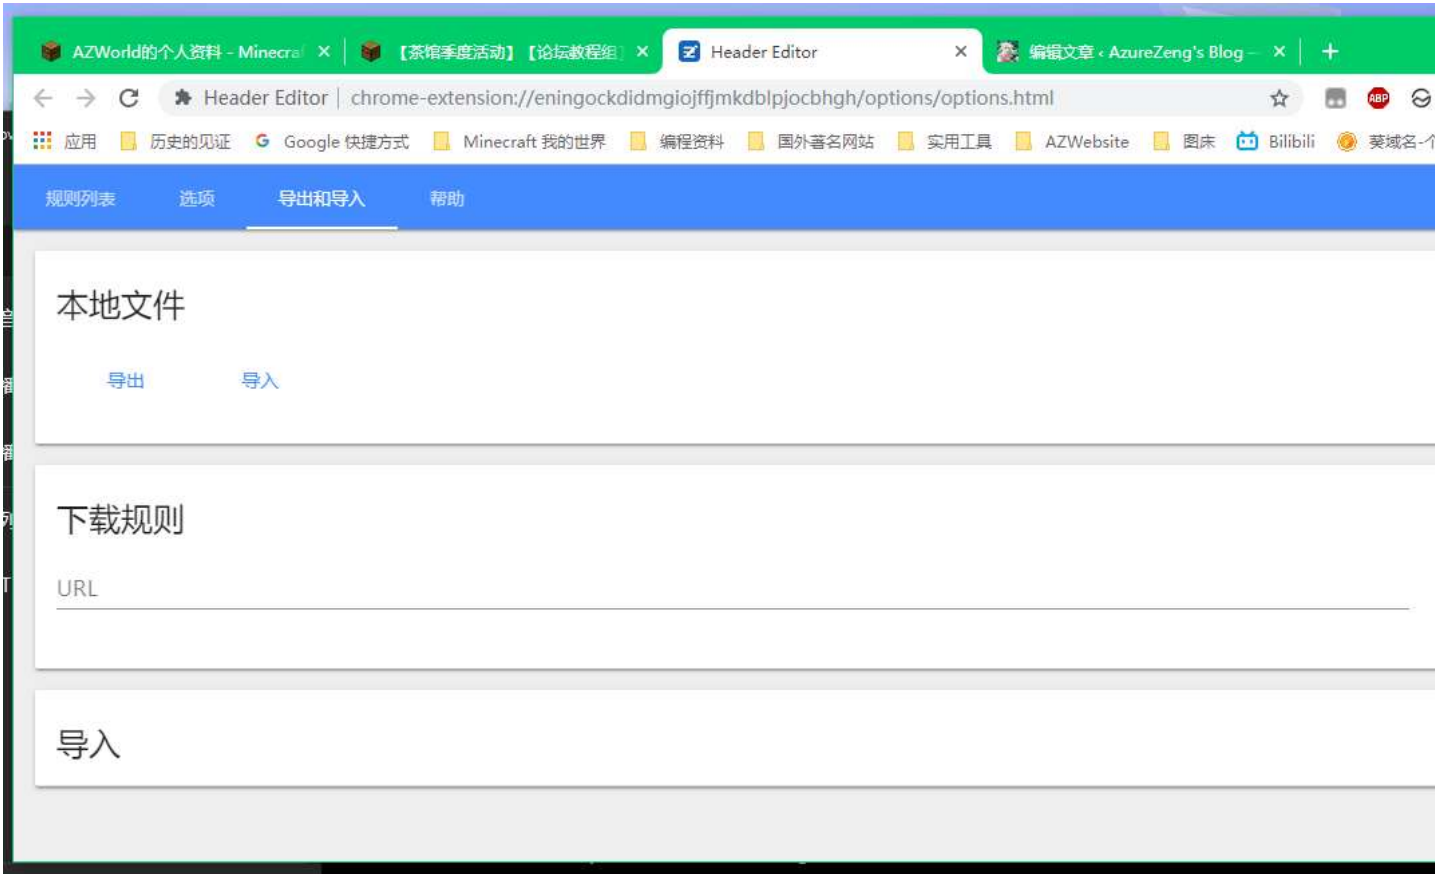 AZWorld的个人资料 - Minecra
【茶馆季度活动】【论坛教程组】
Header Editor
编辑文章 ‹ AzureZeng's Blog —
Header Editor | chrome-extension://eningockdidmgiojffjmkdblpjocbhgh/options/options.html
ABP
应用 历史的见证 Google 快捷方式 Minecraft 我的世界 编程资料 国外著名网站 实用工具 AZWebsite 图床 Bilibili 葵域名-个
规则列表 选项 导出和导入 帮助
本地文件
导出 导入
下载规则
URL
导入